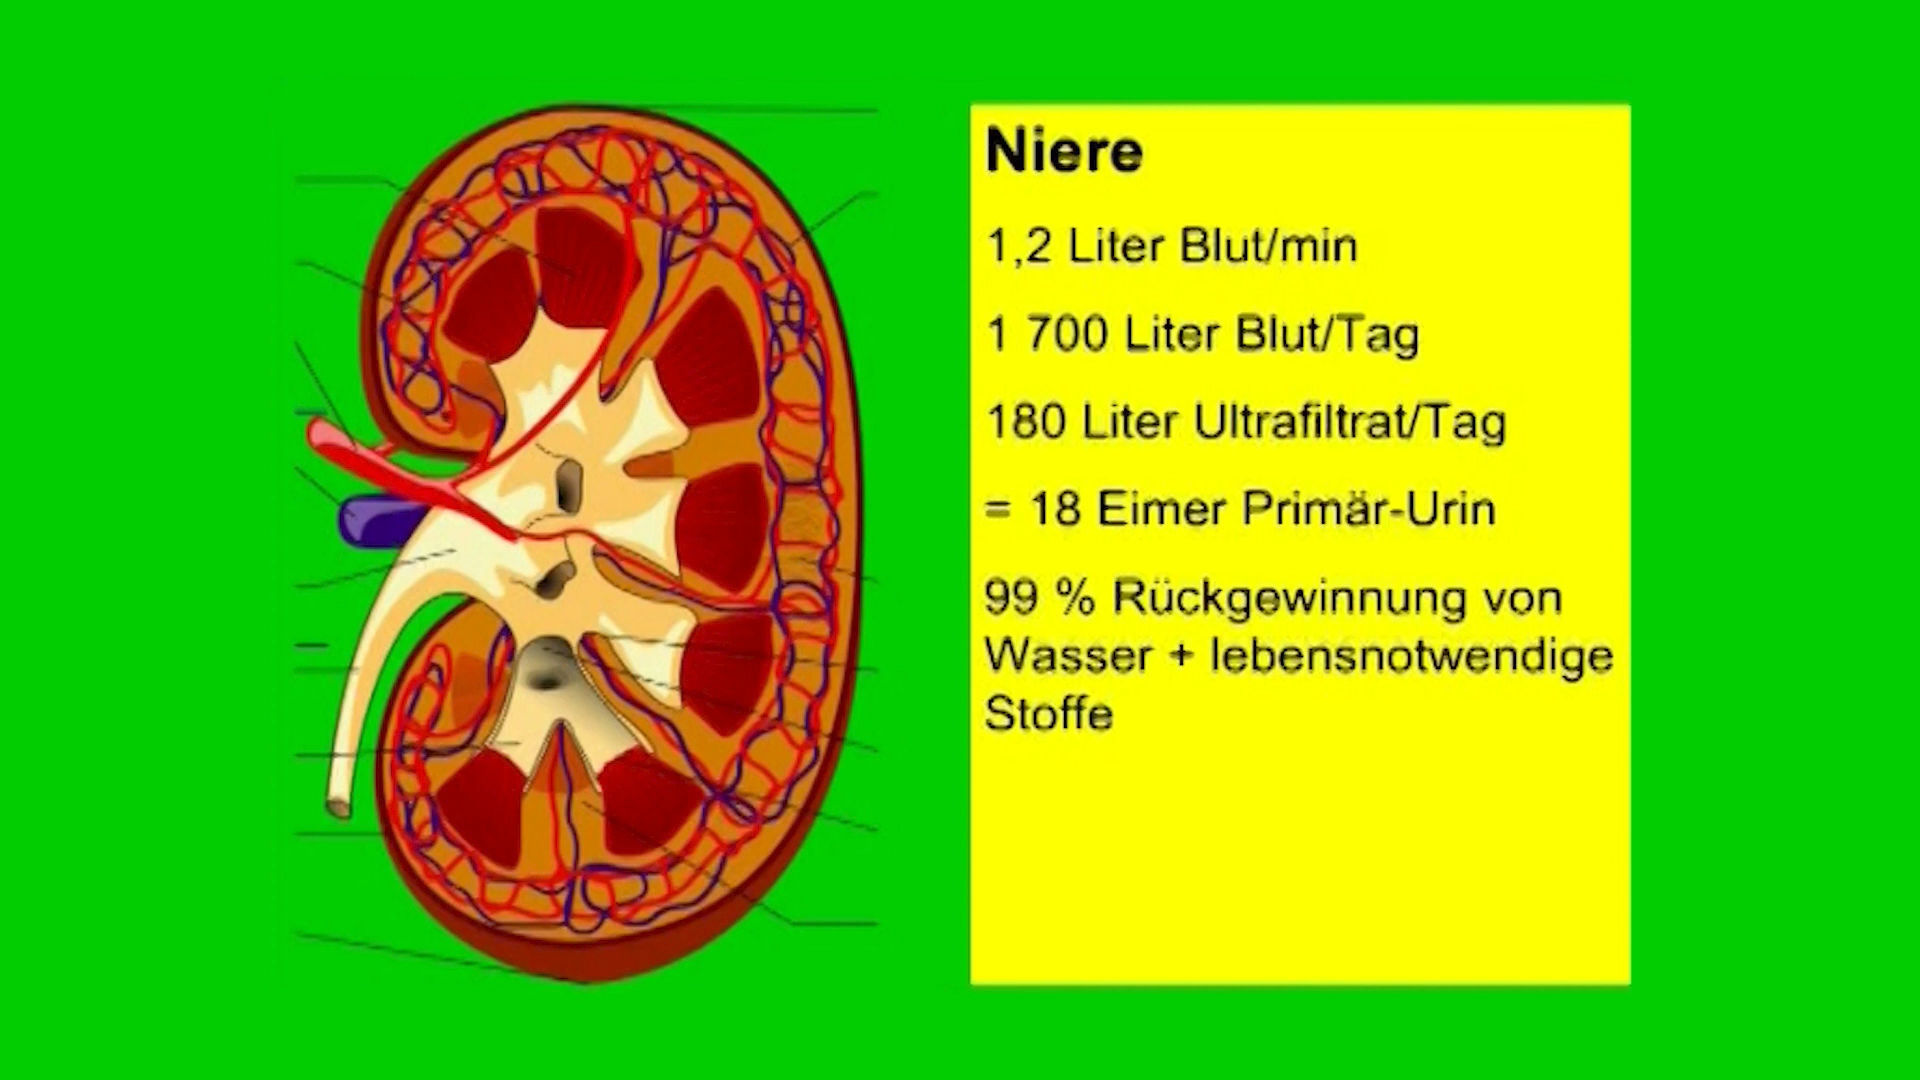 Niere
1,2 Liter Blut/min
1 700 Liter Blut/Tag
180 Liter Ultrafiltrat/Tag
= 18 Eimer Primär-Urin
99 % Rückgewinnung von
Wasser + lebensnotwendige
Stoffe